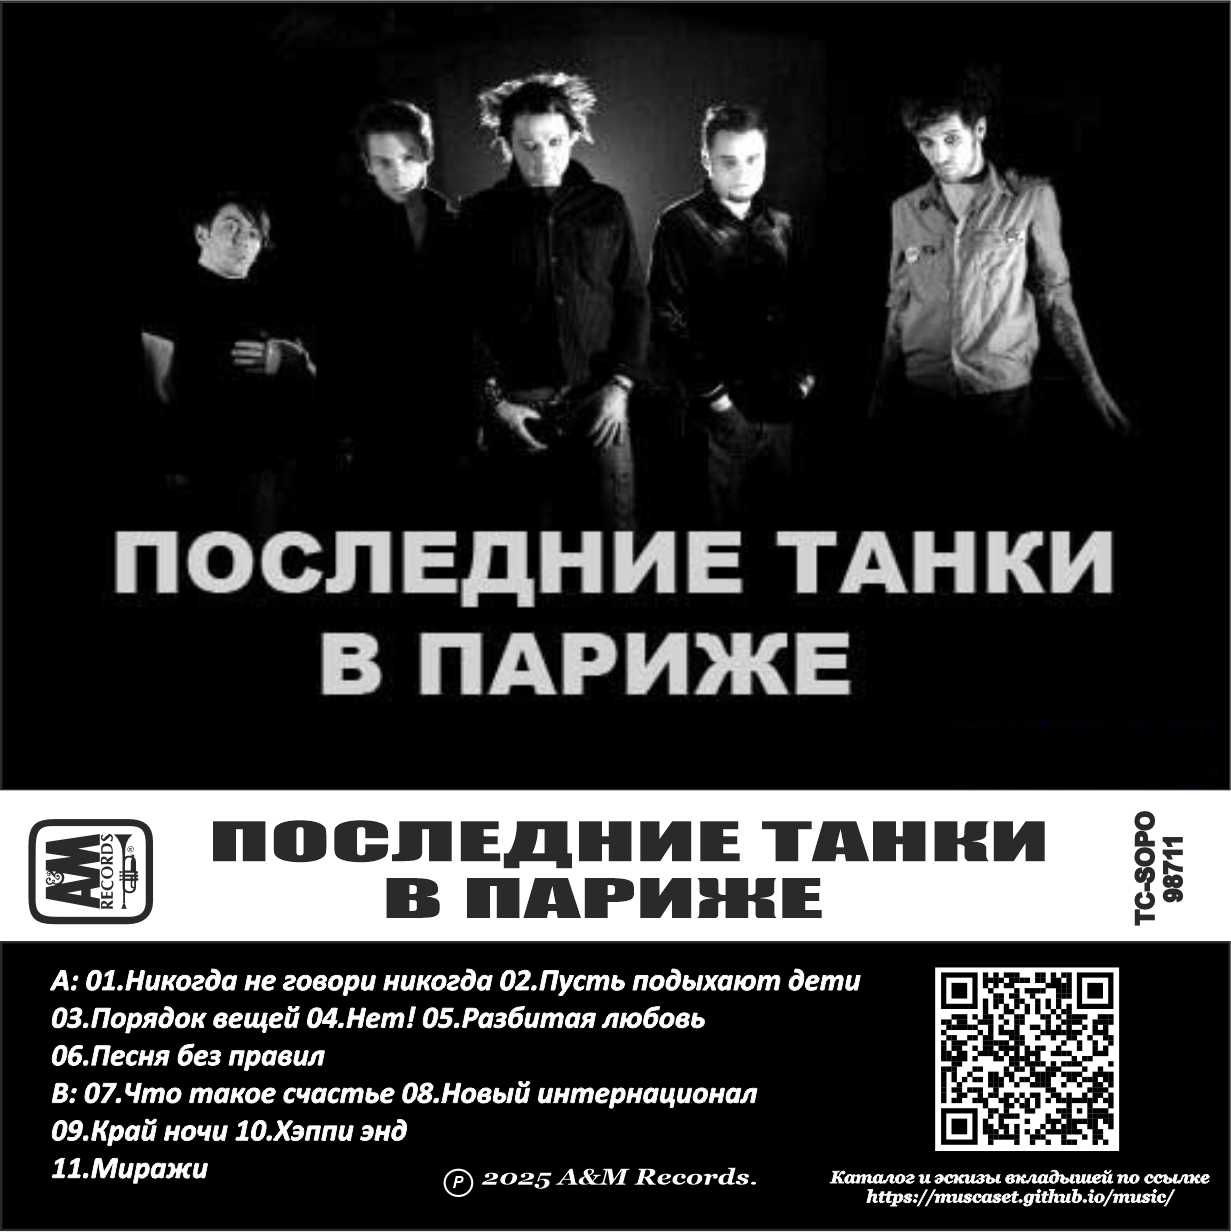 ПОСЛЕДНИЕ ТАНКИ
В ПАРИЖЕ
A&M
RECORDS
®
ПОСЛЕДНИЕ ТАНКИ
В ПАРИЖЕ
TC-SOPO
98711
А: 01.Никогда не говори никогда 02.Пусть подыхают дети
03.Порядок вещей 04.Нет! 05.Разбитая любовь
06.Песня без правил
В: 07.Что такое счастье 08.Новый интернационал
09.Край ночи 10.Хэппи энд
11.Миражи
℗ 2025 A&M Records.
Каталог и эскизы вкладышей по ссылке
https://muscaset.github.io/music/